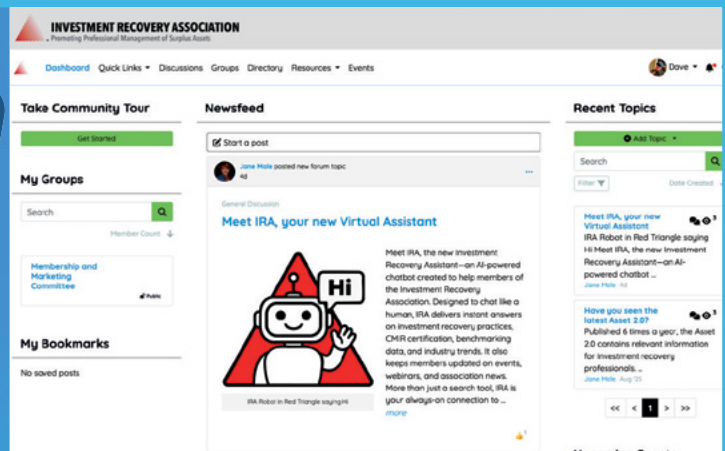 INVESTMENT RECOVERY ASSOCIATION
Promoting Professional Management of Surplus Assets
Dashboard Quick Links Discussions Groups Directory Resources Events
Dave
Take Community Tour
Get Started
My Groups
Search
Member Count
Membership and
Marketing
Committee
Public
My Bookmarks
No saved posts
Newsfeed
Start a post
Jane Male posted new forum topic
4d
General Discussion
Meet IRA, your new Virtual Assistant
Hi
IRA Robot in Red Triangle saying Hi
Meet IRA, the new Investment
Recovery Assistant—an AI-powered
chatbot created to help members of
the Investment Recovery
Association. Designed to chat like a
human, IRA delivers instant answers
on investment recovery practices,
CMIR certification, benchmarking
data, and industry trends. It also
keeps members updated on events,
webinars, and association news.
More than just a search tool, IRA is
your always-on connection to ...
more
1
Recent Topics
Add Topic
Search
Filter
Date Created
Meet IRA, your new
Virtual Assistant
3
IRA Robot in Red Triangle saying
Hi Meet IRA, the new Investment
Recovery Assistant—an AI-
powered chatbot ...
Jane Male 4d
Have you seen the
latest Asset 2.0?
3
Published 6 times a year, the Asset
2.0 contains relevant information
for investment recovery
professionals. ...
Jane Male Aug '25
<< < 1 > >>